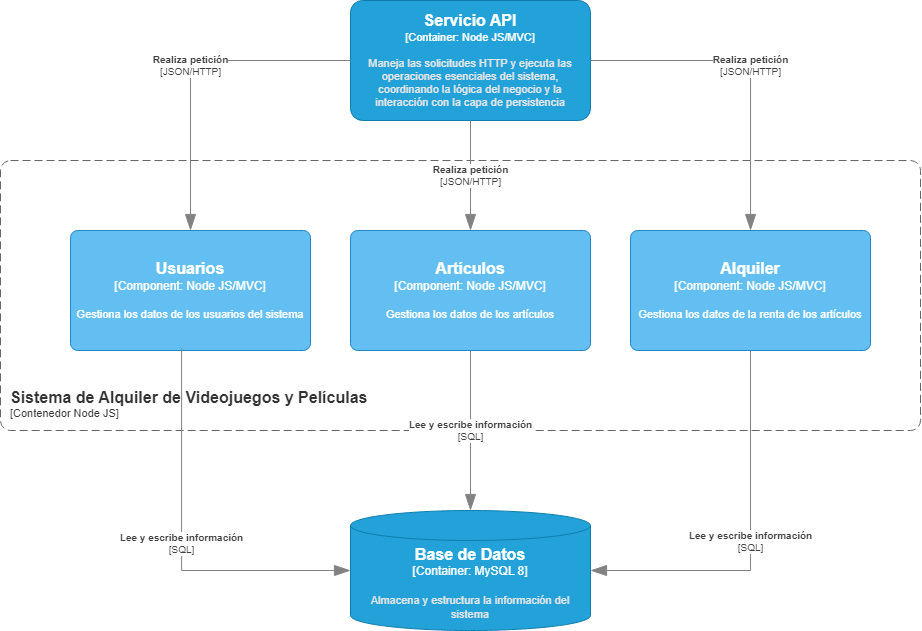 Servicio API
[Container: Node JS/MVC]
Maneja las solicitudes HTTP y ejecuta las
operaciones esenciales del sistema,
coordinando la lógica del negocio y la
interacción con la capa de persistencia
Realiza petición
[JSON/HTTP]
Realiza petición
[JSON/HTTP]
Realiza petición
[JSON/HTTP]
Usuarios
[Component: Node JS/MVC]
Gestiona los datos de los usuarios del sistema
Artículos
[Component: Node JS/MVC]
Gestiona los datos de los artículos
Alquiler
[Component: Node JS/MVC]
Gestiona los datos de la renta de los artículos
Sistema de Alquiler de Videojuegos y Películas
[Contenedor Node JS]
Lee y escribe información
[SQL]
Lee y escribe información
[SQL]
Lee y escribe información
[SQL]
Base de Datos
[Container: MySQL 8]
Almacena y estructura la información del
sistema